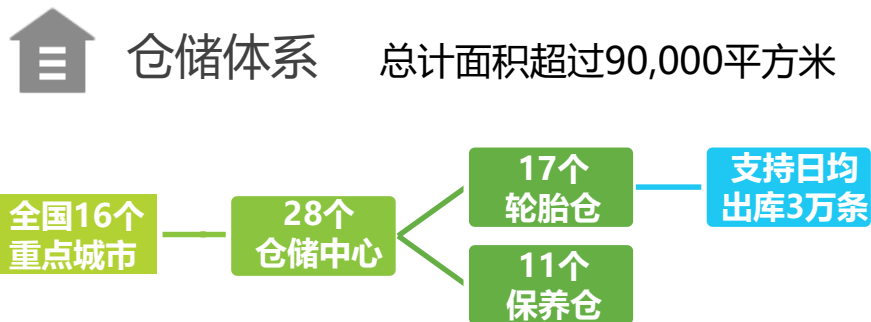 仓储体系
总计面积超过90,000平方米
全国16个
重点城市
28个
仓储中心
17个
轮胎仓
支持日均
出库3万条
11个
保养仓